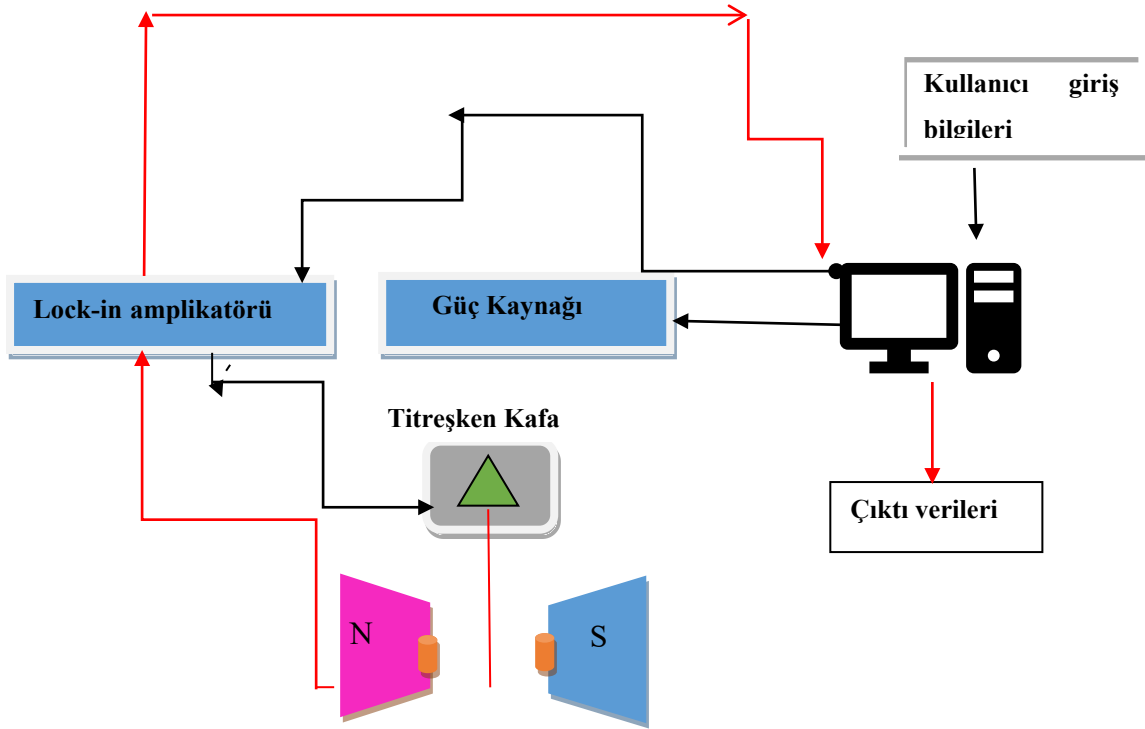 Kullanıcı giriş
bilgileri
Lock-in amplikatörü
Güç Kaynağı
Titreşken Kafa
Çıktı verileri
N
S